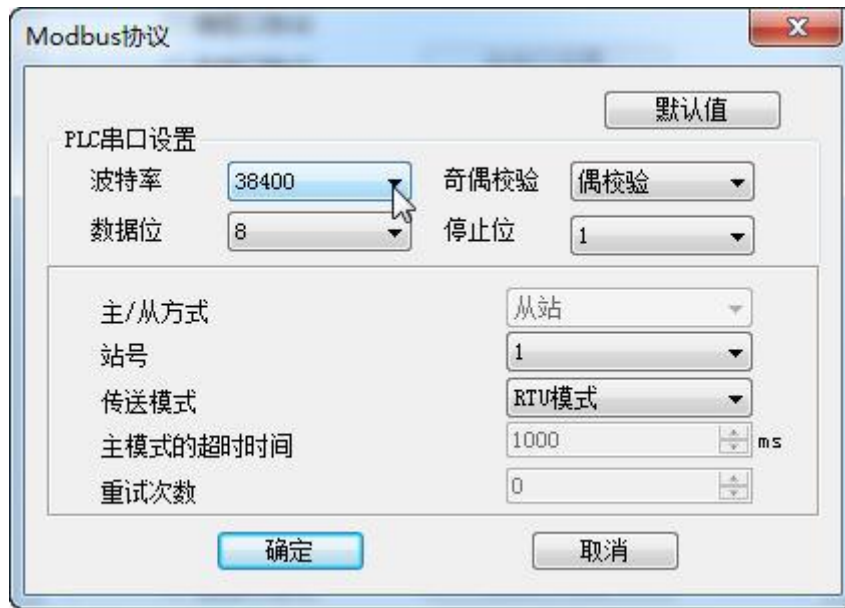 Modbus协议
默认值
PLC串口设置
波特率 38400 奇偶校验 偶校验
数据位 8 停止位 1
主/从方式 从站
站号 1
传送模式 RTU模式
主模式的超时时间 1000 ms
重试次数 0
确定 取消